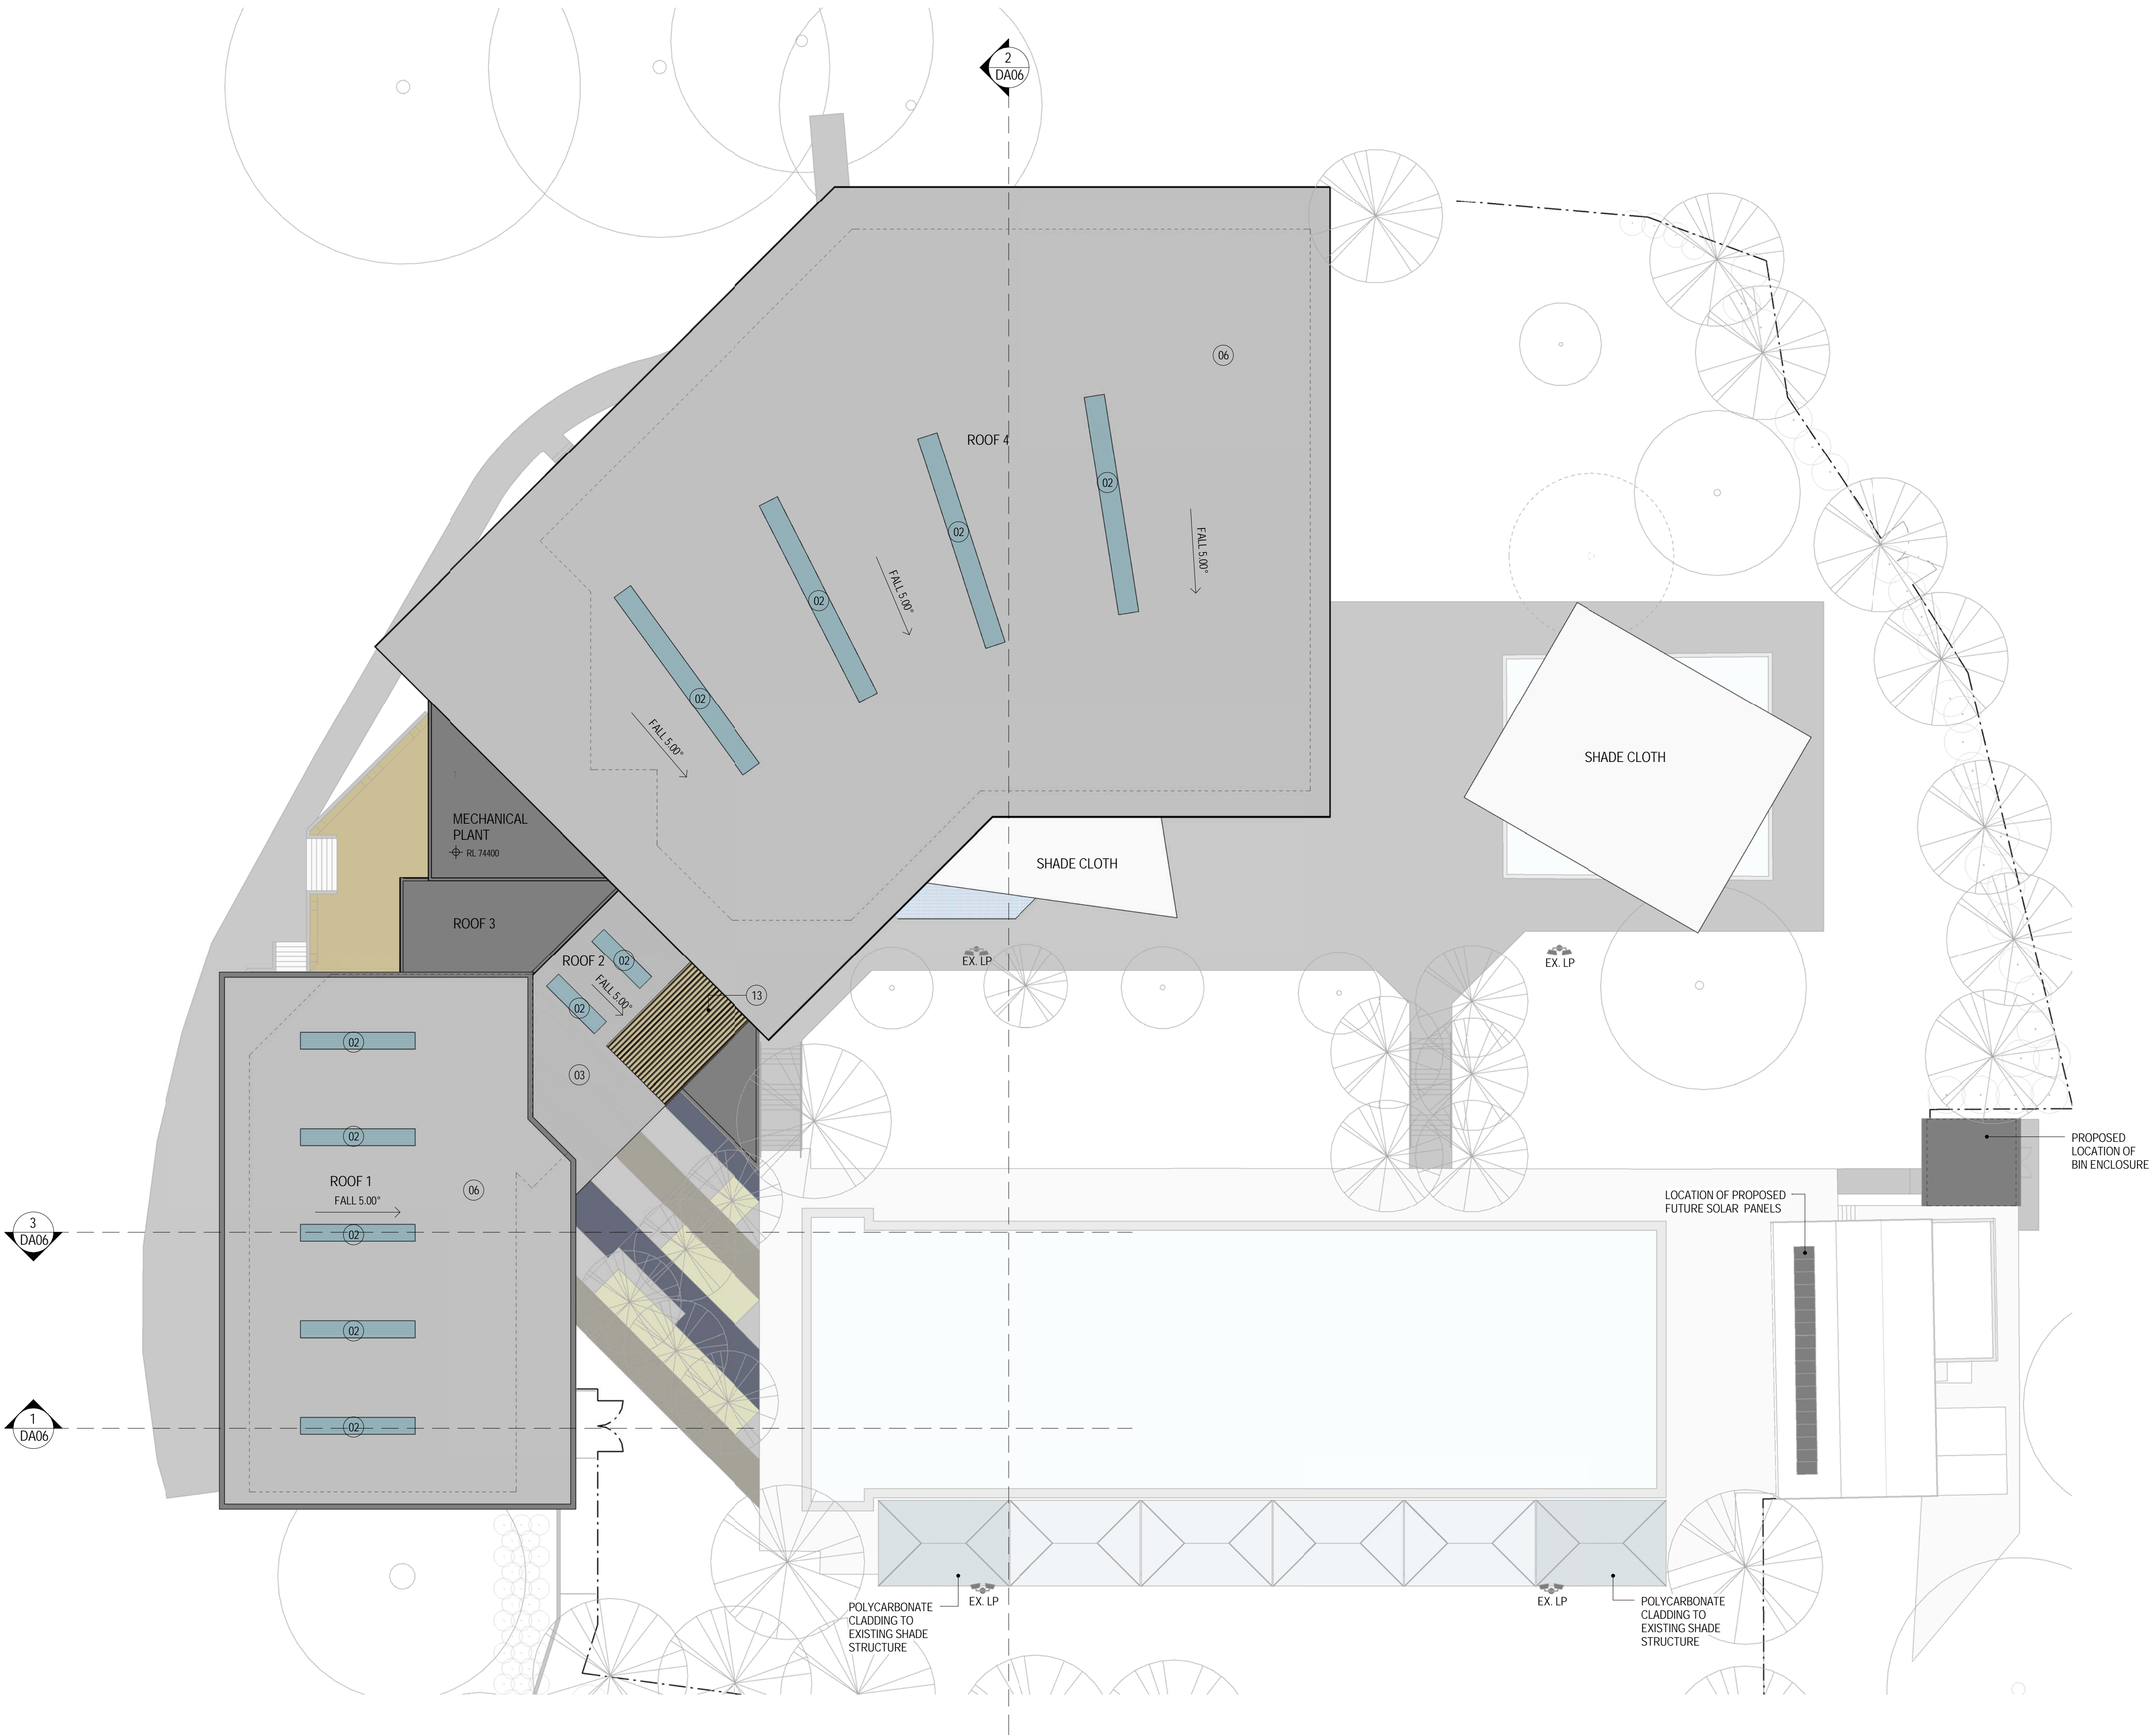 2
DA06
06
ROOF 4
02
02
FALL 5.00°
02
FALL 5.00°
02
FALL 5.00°
SHADE CLOTH
MECHANICAL
PLANT
RL 74400
SHADE CLOTH
ROOF 3
ROOF 2
02
EX. LP
EX. LP
FALL 5.00°
02
13
02
03
02
PROPOSED
LOCATION OF
BIN ENCLOSURE
ROOF 1
06
FALL 5.00°
LOCATION OF PROPOSED
FUTURE SOLAR PANELS
3
DA06
02
02
1
DA06
02
EX. LP
EX. LP
POLYCARBONATE
CLADDING TO
EXISTING SHADE
STRUCTURE
POLYCARBONATE
CLADDING TO
EXISTING SHADE
STRUCTURE